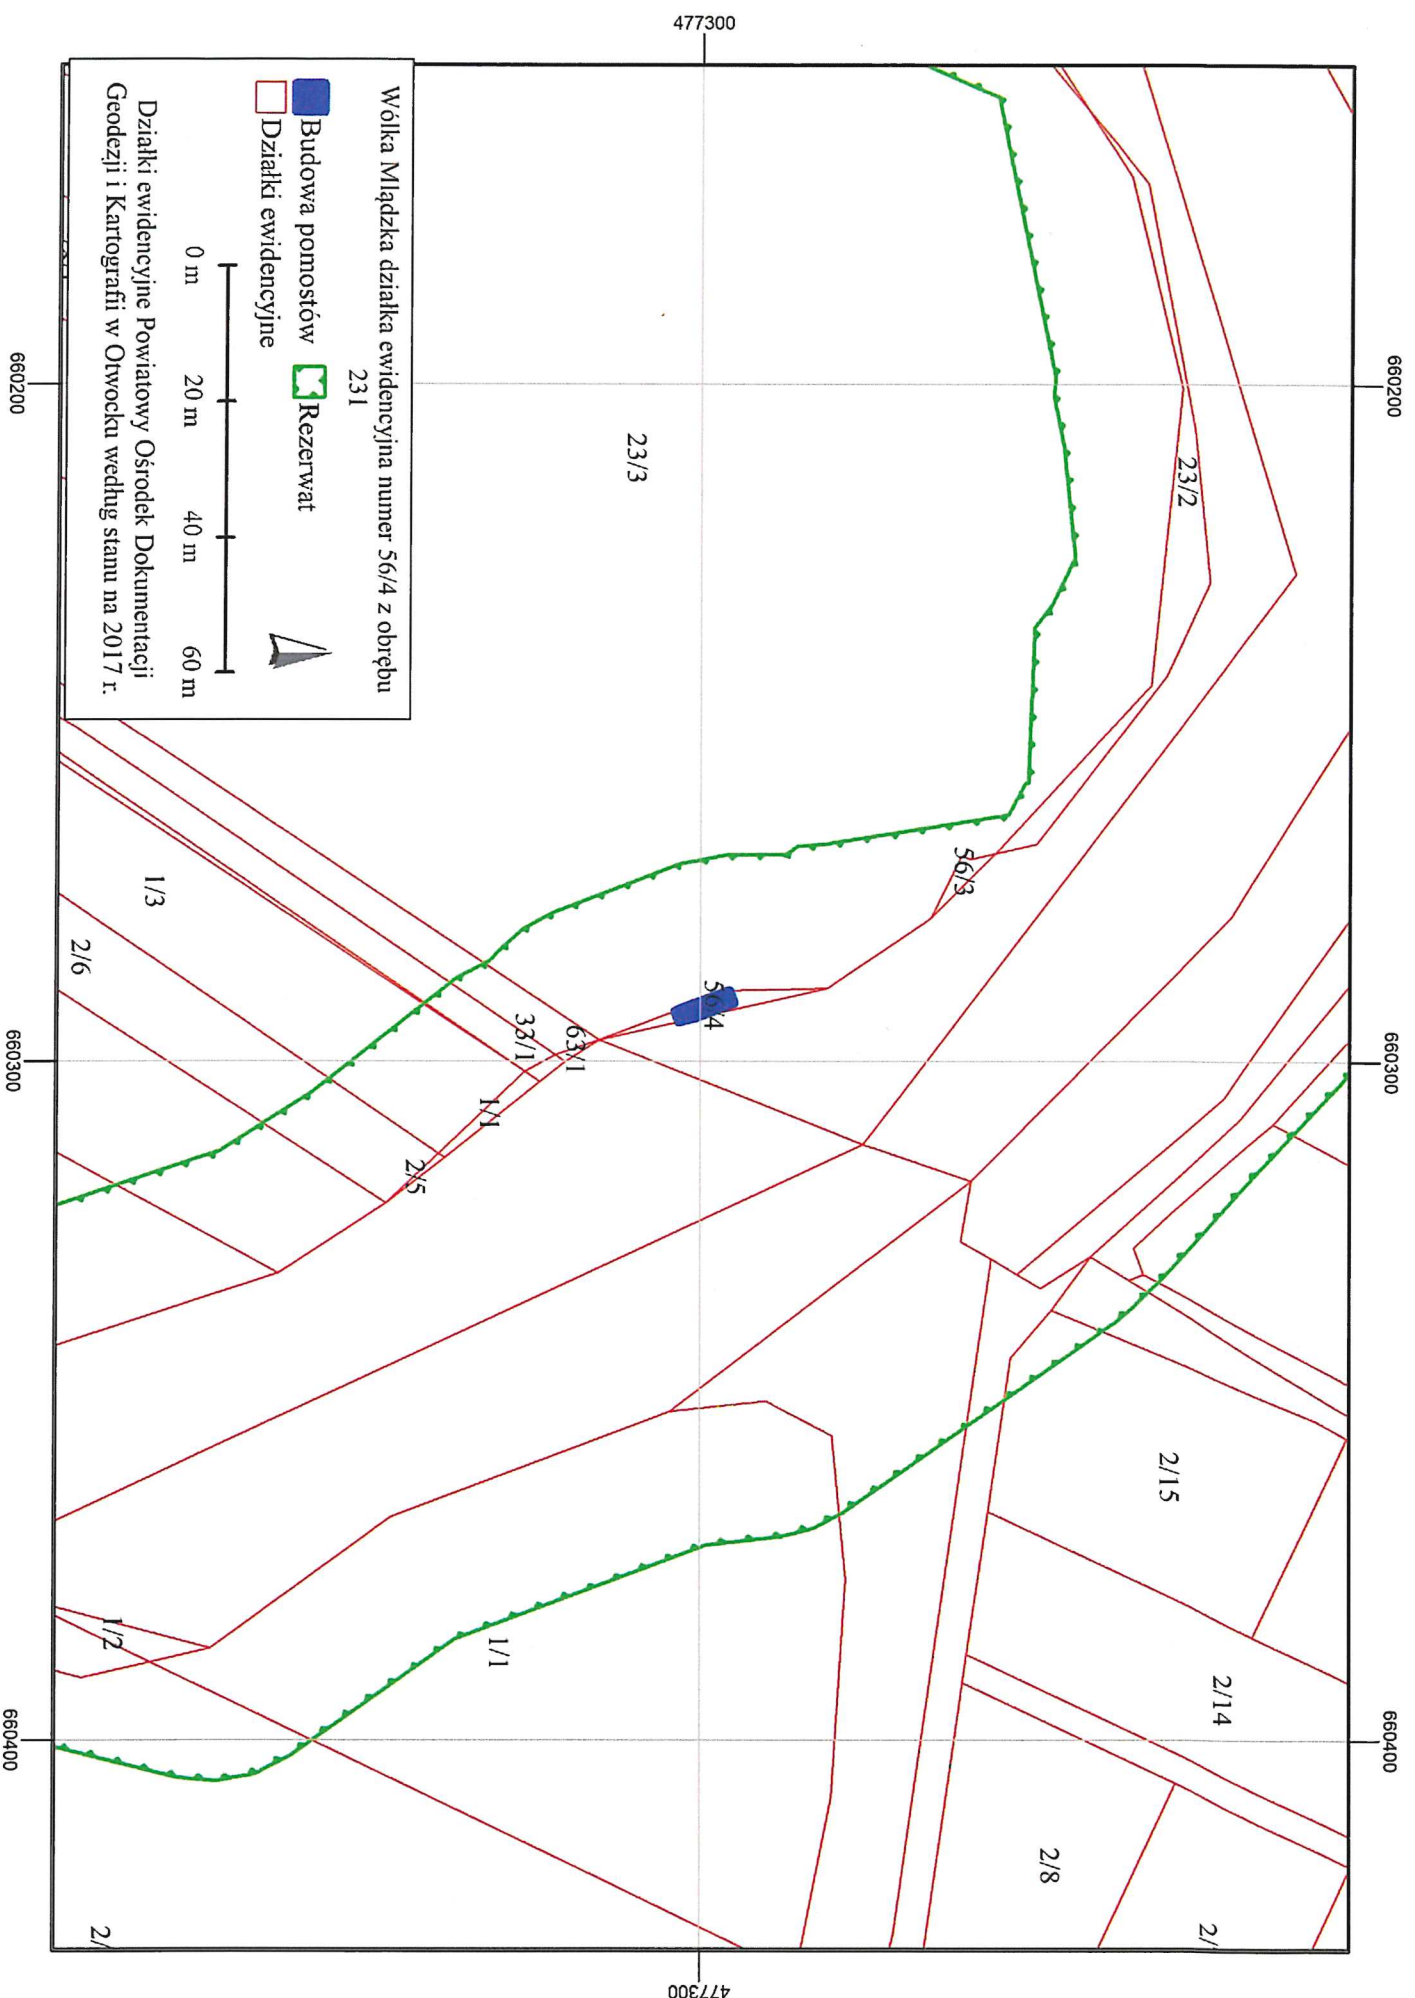 477300
660200
660300
660400
23/2
2/15
2/14
2/8
2/
23/3
56/3
56/4
63/1
33/1
1/1
2/5
1/3
2/6
1/1
1/2
2/
Wólka Mlądzka działka ewidencyjna numer 56/4 z obrębu
231
Budowa pomostów
Rezerwat
Działki ewidencyjne
0 m
20 m
40 m
60 m
Działki ewidencyjne Powiatowy Ośrodek Dokumentacji
Geodezji i Kartografii w Otwocku według stanu na 2017 r.
660200
660300
660400
477300